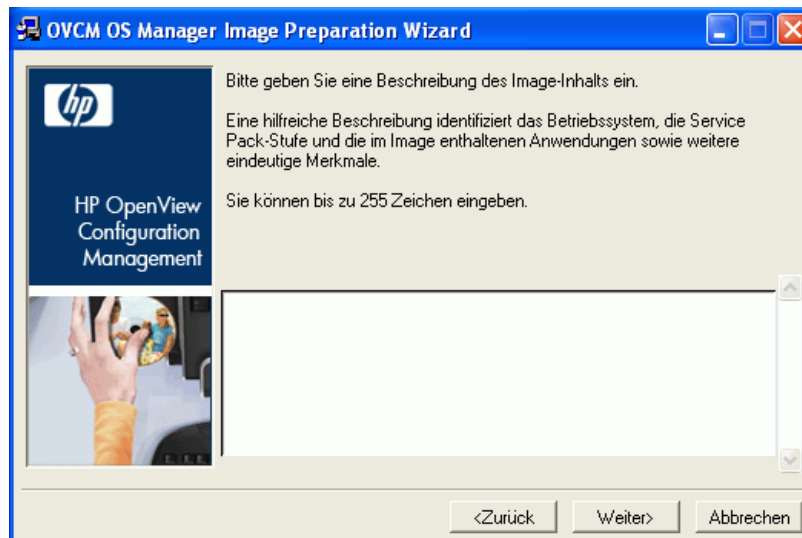 OVCM OS Manager Image Preparation Wizard
hp
HP OpenView
Configuration
Management
Bitte geben Sie eine Beschreibung des Image-Inhalts ein.
Eine hilfreiche Beschreibung identifiziert das Betriebssystem, die Service
Pack-Stufe und die im Image enthaltenen Anwendungen sowie weitere
eindeutige Merkmale.
Sie können bis zu 255 Zeichen eingeben.
<Zurück
Weiter>
Abbrechen